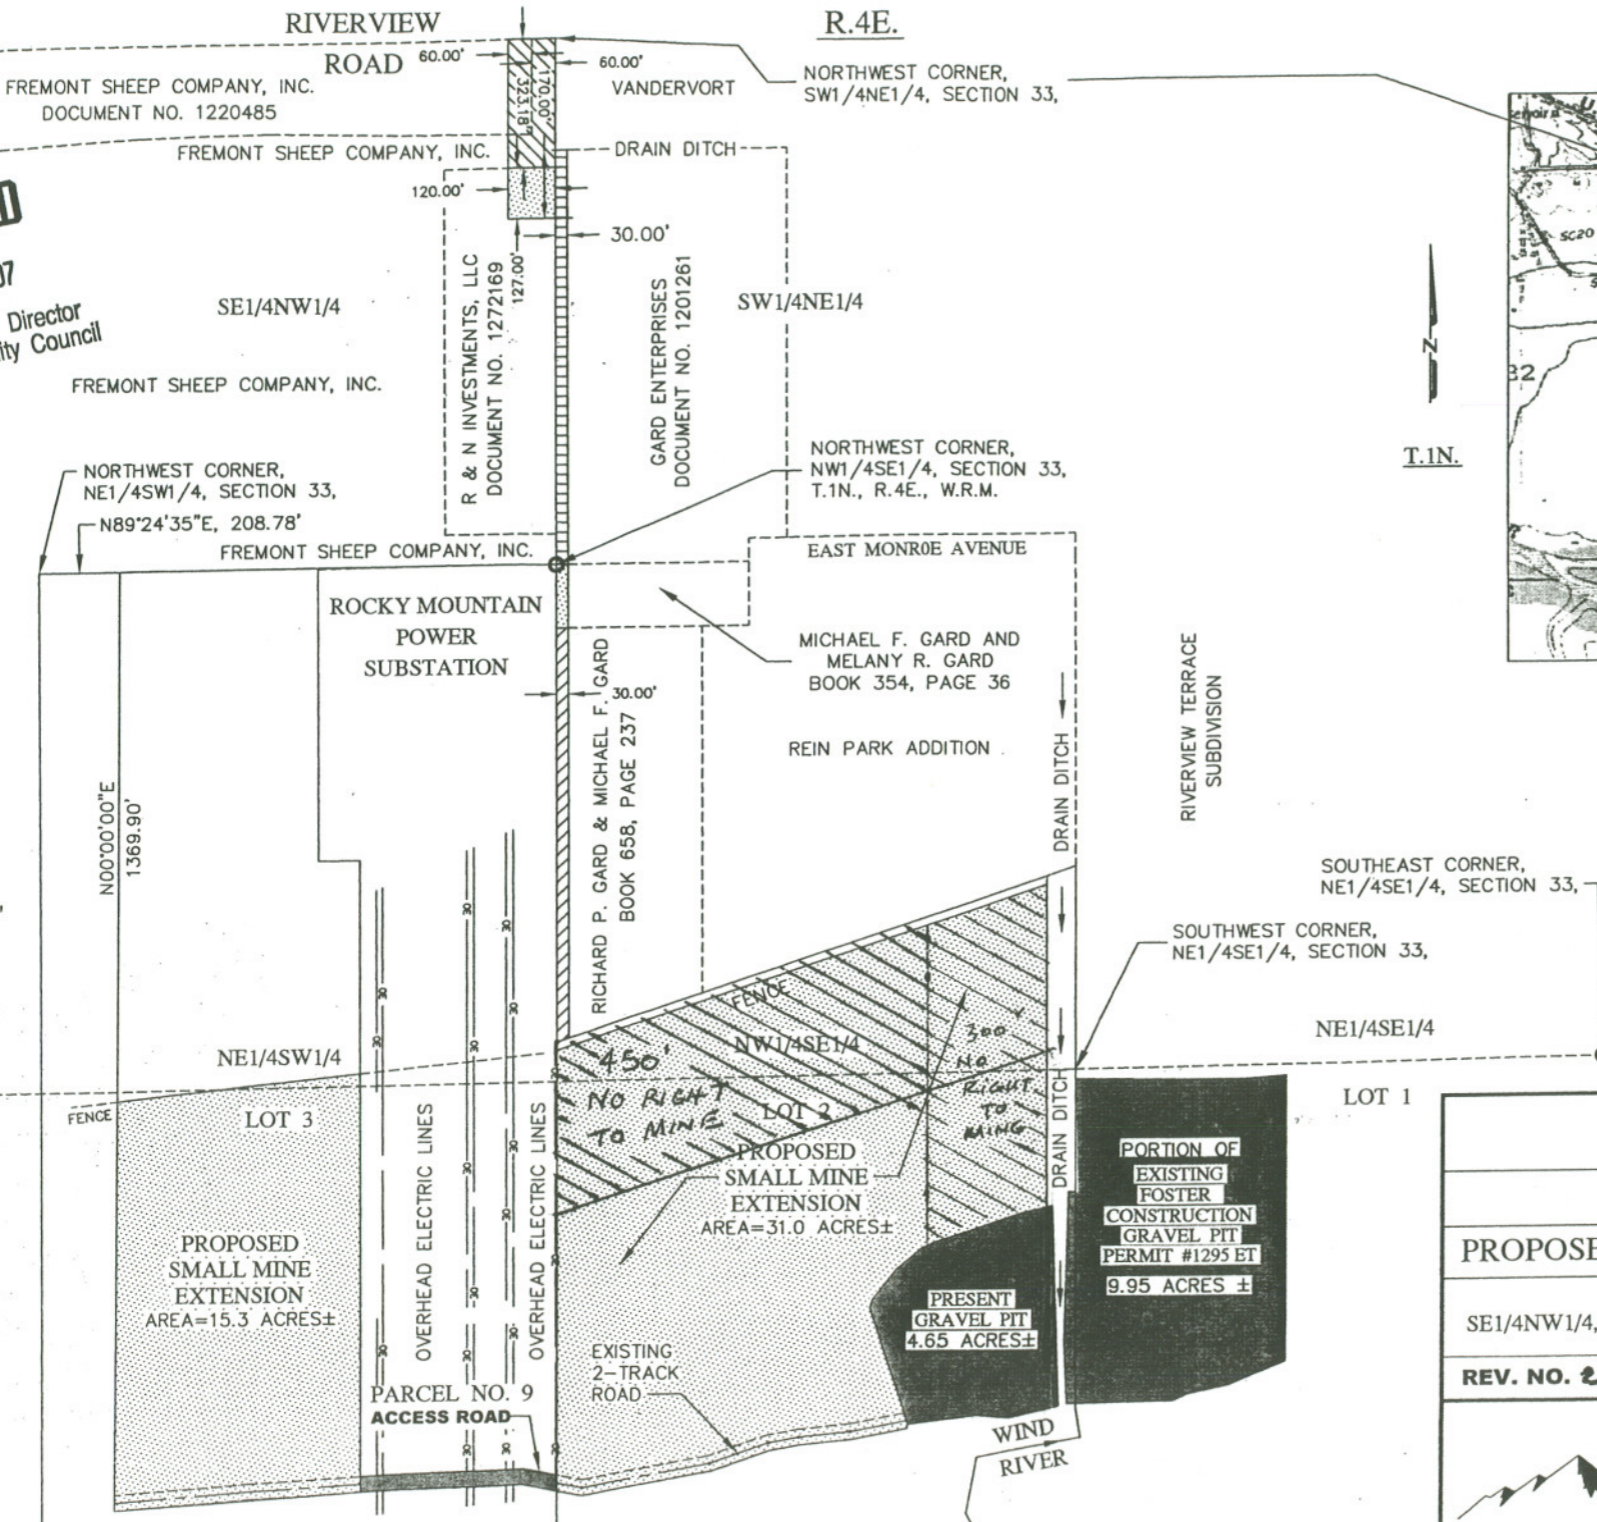 RIVERVIEW
ROAD
R.4E.
60.00'
60.00'
VANDERVORT
NORTHWEST CORNER,
SW1/4NE1/4, SECTION 33,
FREMONT SHEEP COMPANY, INC.
DOCUMENT NO. 1220485
170.00'
323.18'
FREMONT SHEEP COMPANY, INC.
DRAIN DITCH
120.00'
30.00'
127.00'
07
Director
ity Council
SE1/4NW1/4
R & N INVESTMENTS, LLC
DOCUMENT NO. 1272169
GARD ENTERPRISES
DOCUMENT NO. 1201261
SW1/4NE1/4
SC20
N
32
FREMONT SHEEP COMPANY, INC.
T.1N.
NORTHWEST CORNER,
NE1/4SW1/4, SECTION 33,
N89°24'35"E, 208.78'
NORTHWEST CORNER,
NW1/4SE1/4, SECTION 33,
T.1N., R.4E., W.R.M.
FREMONT SHEEP COMPANY, INC.
EAST MONROE AVENUE
ROCKY MOUNTAIN
POWER
SUBSTATION
MICHAEL F. GARD AND
MELANY R. GARD
BOOK 354, PAGE 36
30.00'
RICHARD P. GARD & MICHAEL F. GARD
BOOK 658, PAGE 237
REIN PARK ADDITION
DRAIN DITCH
RIVERVIEW TERRACE
SUBDIVISION
N00°00'00"E
1369.90'
SOUTHEAST CORNER,
NE1/4SE1/4, SECTION 33,
SOUTHWEST CORNER,
NE1/4SE1/4, SECTION 33,
FENCE
NE1/4SW1/4
NW1/4SE1/4
NE1/4SE1/4
450'
NO RIGHT
TO MINE
300'
NO
RIGHT
TO
MING
FENCE
LOT 3
LOT 2
LOT 1
OVERHEAD ELECTRIC LINES
OVERHEAD ELECTRIC LINES
DRAIN DITCH
PROPOSED
SMALL MINE
EXTENSION
AREA=31.0 ACRES±
PORTION OF
EXISTING
FOSTER
CONSTRUCTION
GRAVEL PIT
PERMIT #1295 ET
9.95 ACRES ±
PROPOSED
SMALL MINE
EXTENSION
AREA=15.3 ACRES±
PRESENT
GRAVEL PIT
4.65 ACRES±
EXISTING
2-TRACK
ROAD
PARCEL NO. 9
ACCESS ROAD
WIND
RIVER
PROPOSE
SE1/4NW1/4,
REV. NO. 2